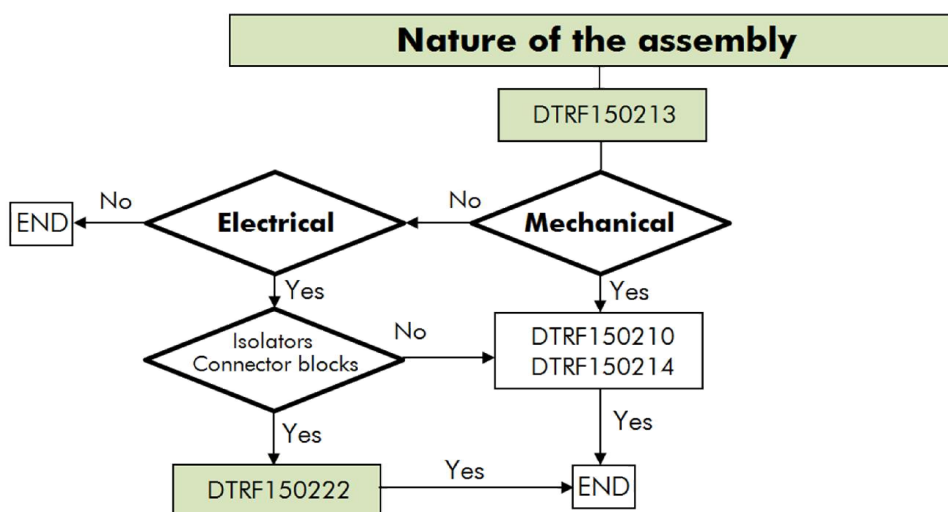 Nature of the assembly
DTRF150213
No
No
END
Electrical
Mechanical
Yes
Yes
Isolators
Connector blocks
No
DTRF150210
DTRF150214
Yes
Yes
DTRF150222
Yes
END